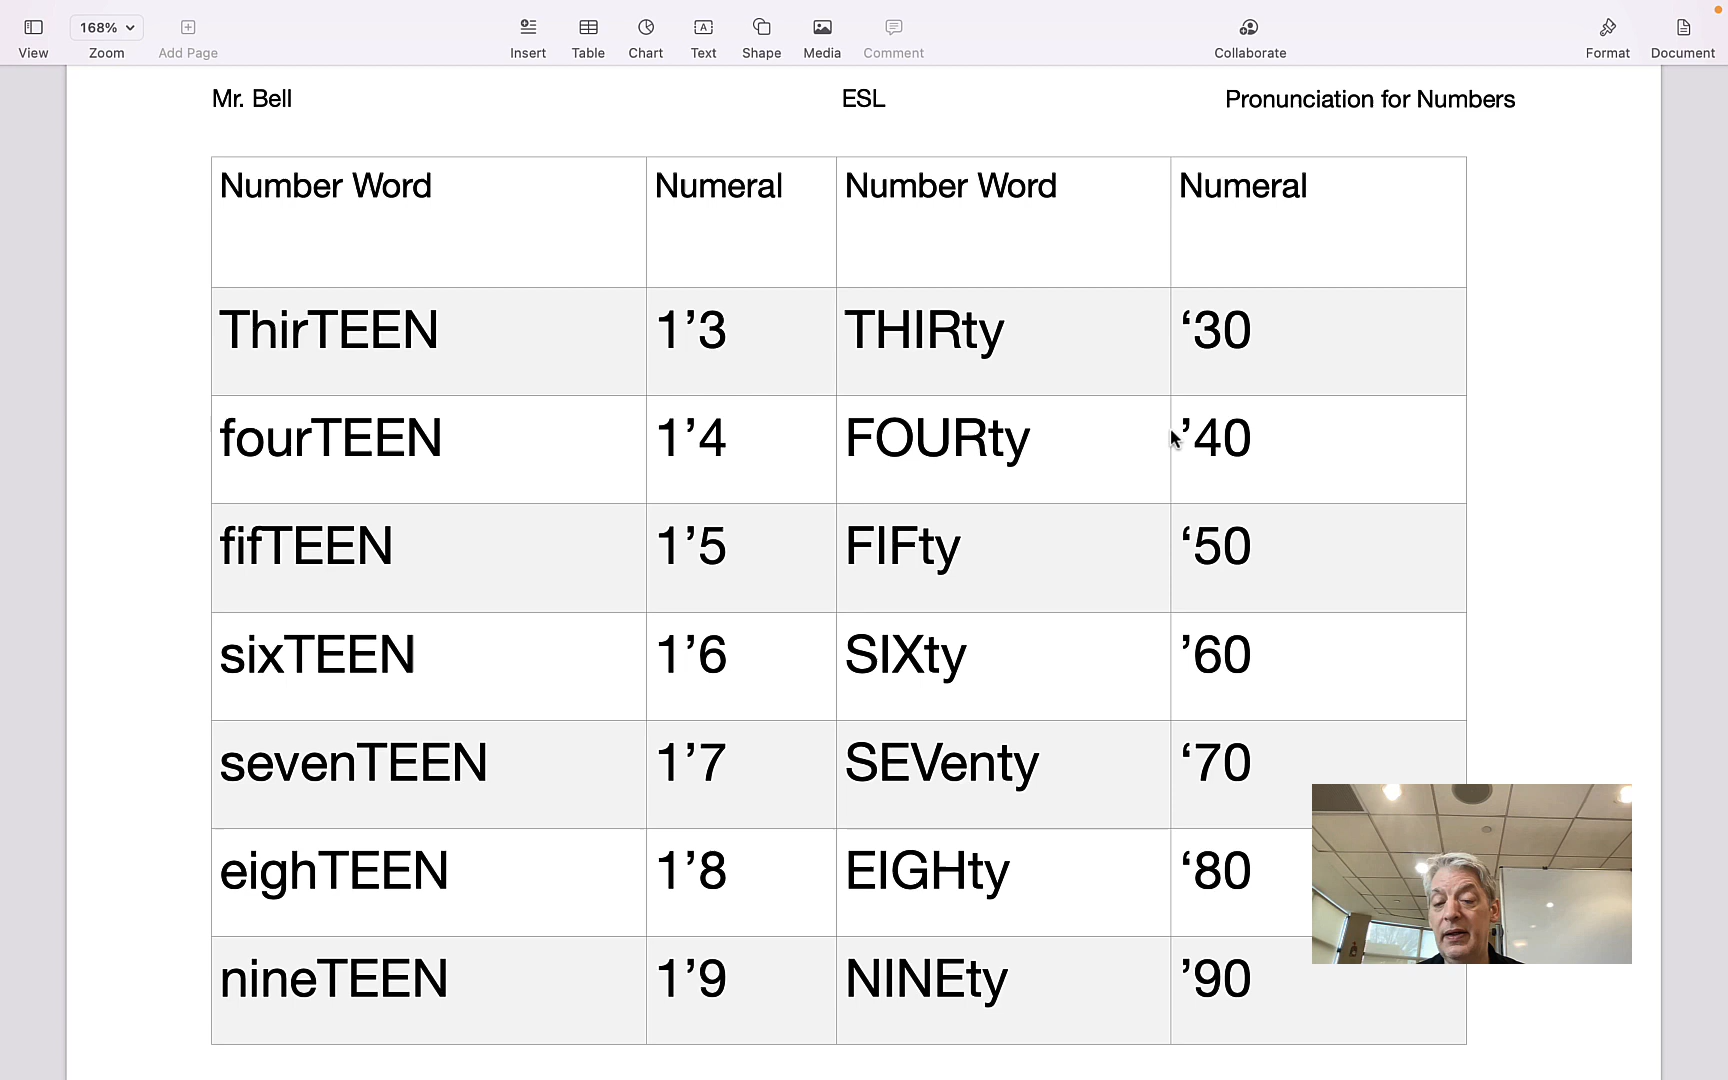 168%
View Zoom Add Page Insert Table Chart Text Shape Media Comment Collaborate Format Document
Mr. Bell ESL Pronunciation for Numbers
Number Word Numeral Number Word Numeral
ThirTEEN 1’3 THIRty ‘30
fourTEEN 1’4 FOURty ’40
fifTEEN 1’5 FIFty ‘50
sixTEEN 1’6 SIXty ’60
sevenTEEN 1’7 SEVenty ‘70
eighTEEN 1’8 EIGHty ‘80
nineTEEN 1’9 NINEty ’90